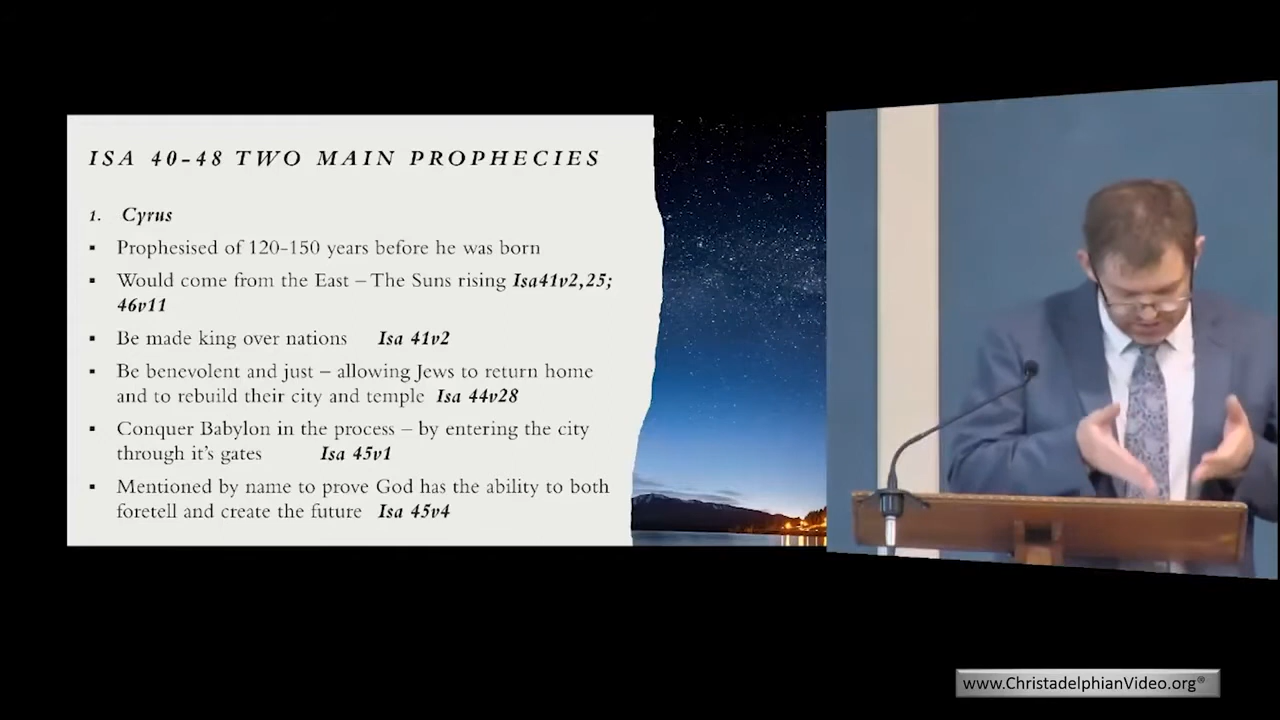 ISA 40-48 TWO MAIN PROPHECIES
1. Cyrus
▪ Prophesised of 120-150 years before he was born
▪ Would come from the East – The Suns rising Isa41v2,25;
46v11
▪ Be made king over nations Isa 41v2
▪ Be benevolent and just – allowing Jews to return home
and to rebuild their city and temple Isa 44v28
▪ Conquer Babylon in the process – by entering the city
through it's gates Isa 45v1
▪ Mentioned by name to prove God has the ability to both
foretell and create the future Isa 45v4
www.ChristadelphianVideo.org®